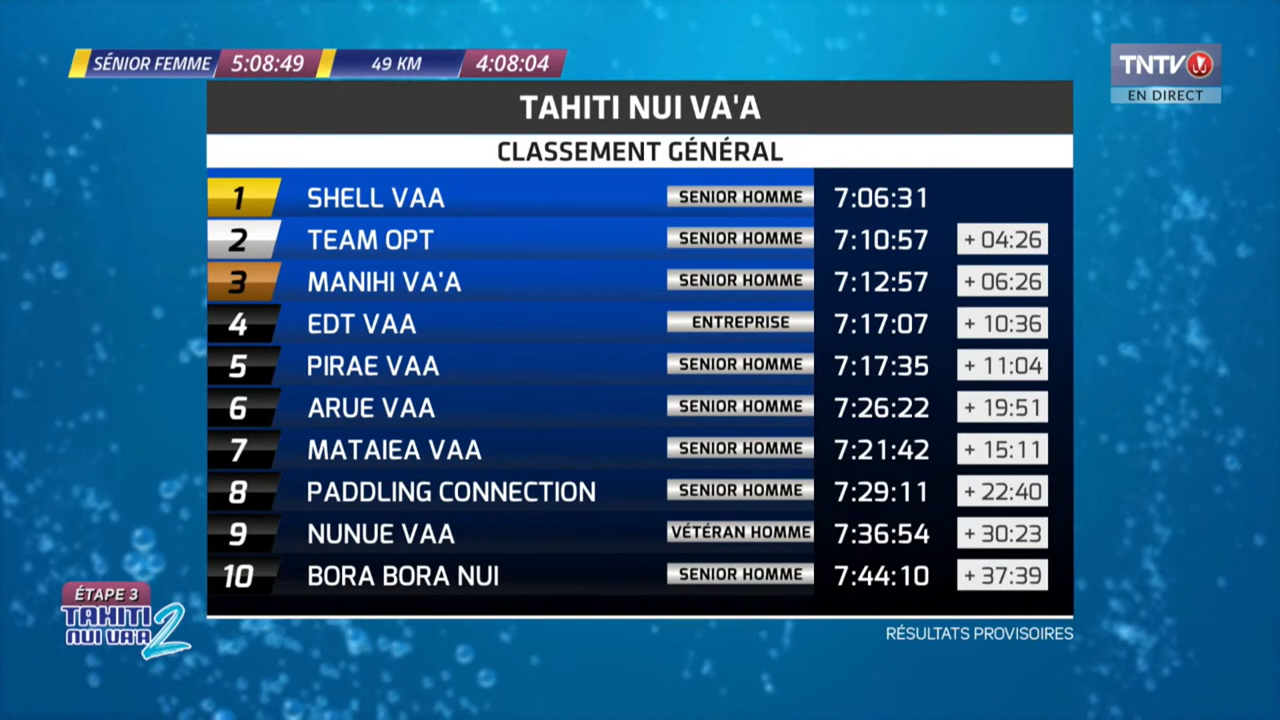 SÉNIOR FEMME 5:08:49 49 KM 4:08:04
TNTV
EN DIRECT
TAHITI NUI VA'A
CLASSEMENT GÉNÉRAL
1 SHELL VAA SENIOR HOMME 7:06:31
2 TEAM OPT SENIOR HOMME 7:10:57 + 04:26
3 MANIHI VA'A SENIOR HOMME 7:12:57 + 06:26
4 EDT VAA ENTREPRISE 7:17:07 + 10:36
5 PIRAE VAA SENIOR HOMME 7:17:35 + 11:04
6 ARUE VAA SENIOR HOMME 7:26:22 + 19:51
7 MATAIEA VAA SENIOR HOMME 7:21:42 + 15:11
8 PADDLING CONNECTION SENIOR HOMME 7:29:11 + 22:40
9 NUNUE VAA VÉTÉRAN HOMME 7:36:54 + 30:23
10 BORA BORA NUI SENIOR HOMME 7:44:10 + 37:39
RÉSULTATS PROVISOIRES
ÉTAPE 3
TAHITI
NUI VA'A 2